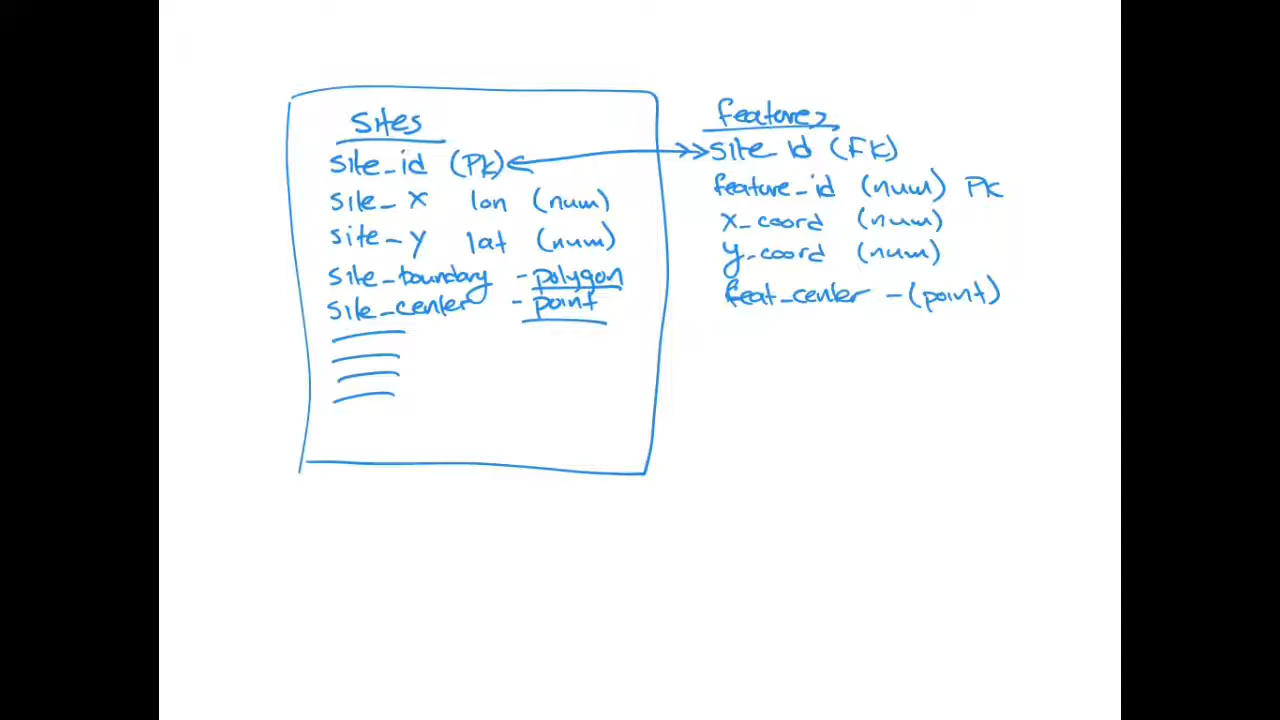 Sites
site_id (PK)
site_x lon (num)
site_y lat (num)
site_boundary - polygon
site_center - point
features
site_id (FK)
feature_id (num) PK
x_coord (num)
y_coord (num)
feat_center - (point)